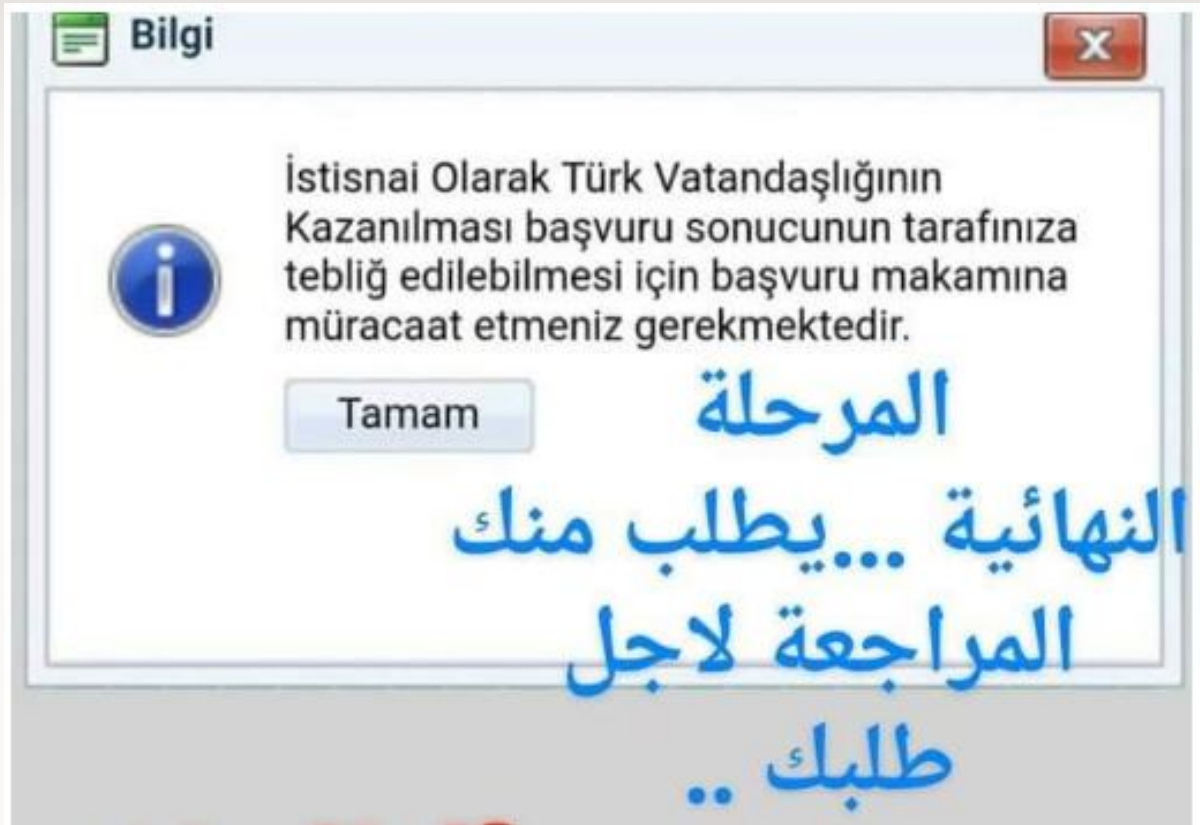 Bilgi
X
İstisnai Olarak Türk Vatandaşlığının
Kazanılması başvuru sonucunun tarafınıza
tebliğ edilebilmesi için başvuru makamına
müracaat etmeniz gerekmektedir.
Tamam
المرحلة
النهائية ...يطلب منك
المراجعة لاجل
طلبك ..